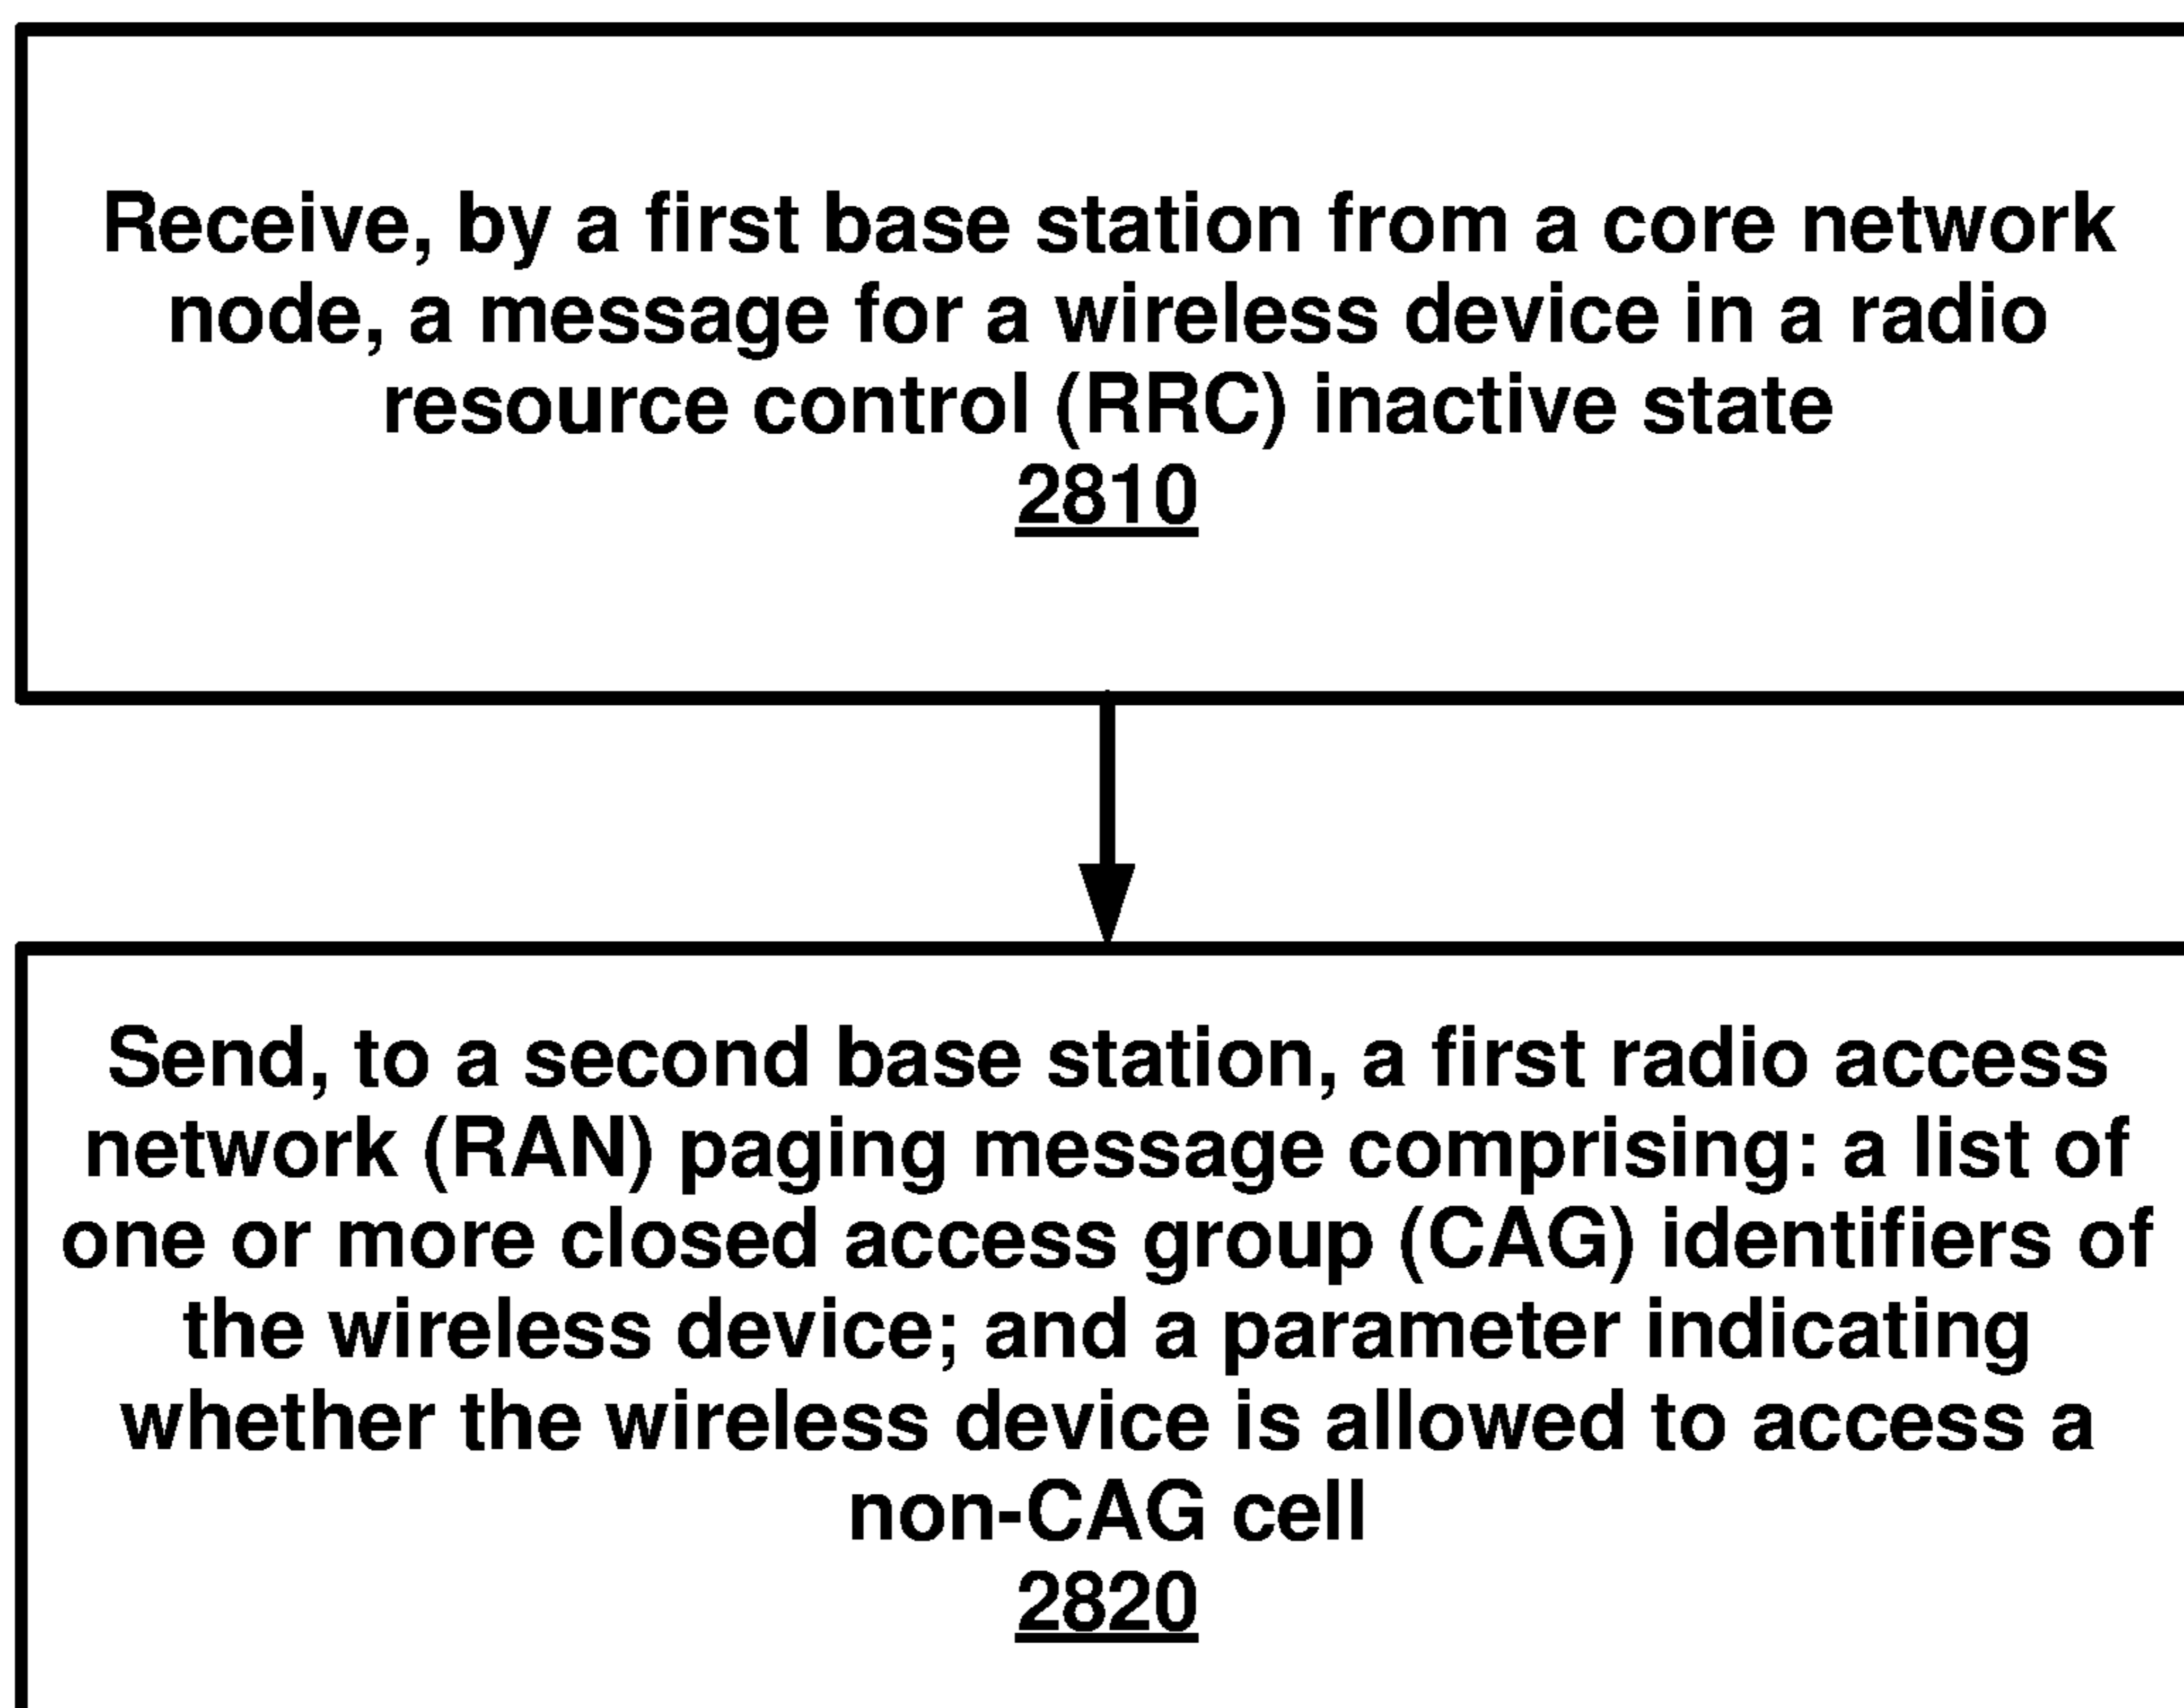 Receive, by a first base station from a core network
node, a message for a wireless device in a radio
resource control (RRC) inactive state
2810
Send, to a second base station, a first radio access
network (RAN) paging message comprising: a list of
one or more closed access group (CAG) identifiers of
the wireless device; and a parameter indicating
whether the wireless device is allowed to access a
non-CAG cell
2820